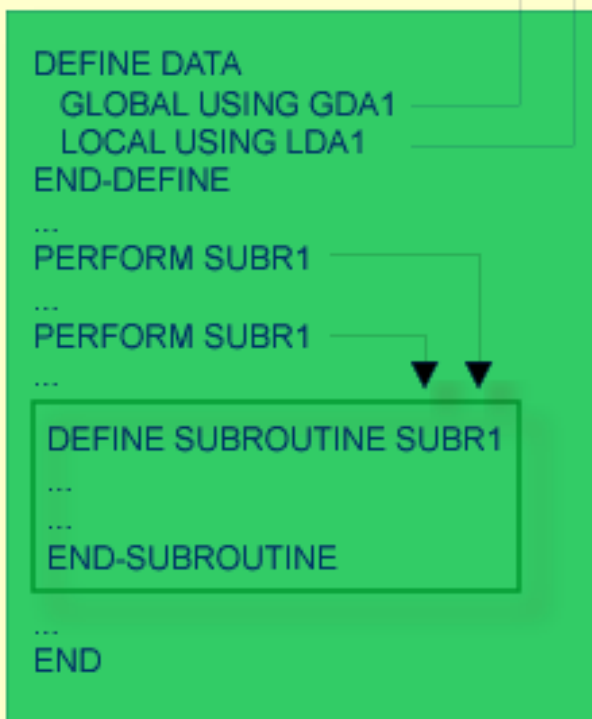 DEFINE DATA
GLOBAL USING GDA1
LOCAL USING LDA1
END-DEFINE
...
PERFORM SUBR1
...
PERFORM SUBR1
...
DEFINE SUBROUTINE SUBR1
...
...
END-SUBROUTINE
...
END